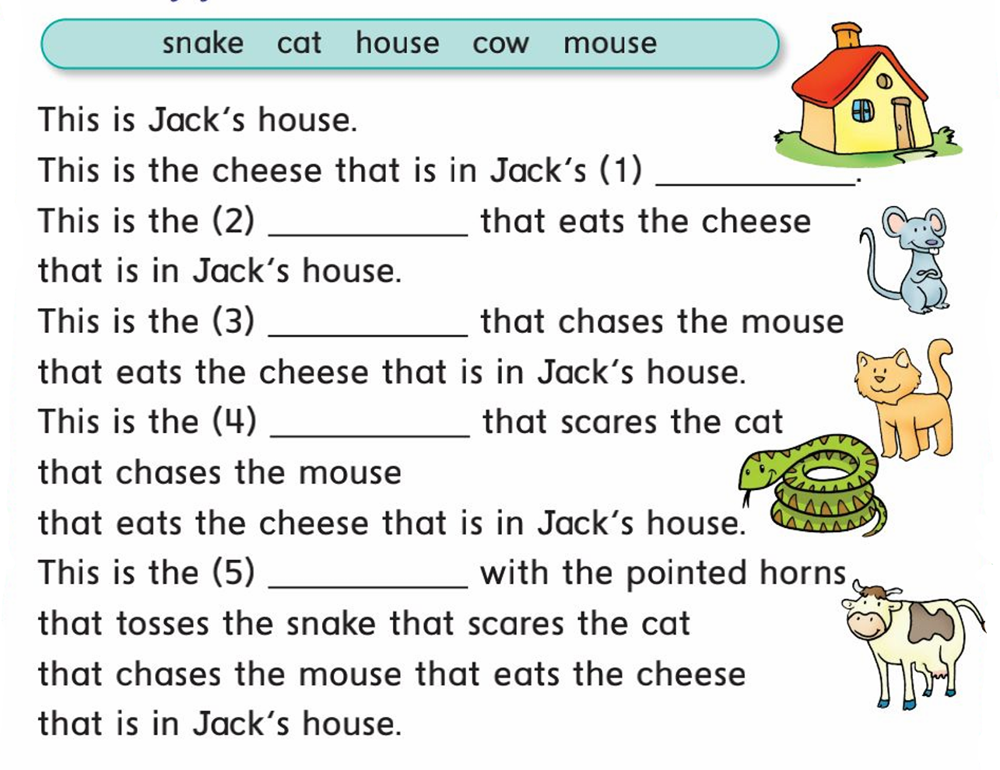 snake cat house cow mouse
This is Jack's house.
This is the cheese that is in Jack's (1) ____________.
This is the (2) ____________ that eats the cheese
that is in Jack's house.
This is the (3) ____________ that chases the mouse
that eats the cheese that is in Jack's house.
This is the (4) ____________ that scares the cat
that chases the mouse
that eats the cheese that is in Jack's house.
This is the (5) ____________ with the pointed horns
that tosses the snake that scares the cat
that chases the mouse that eats the cheese
that is in Jack's house.